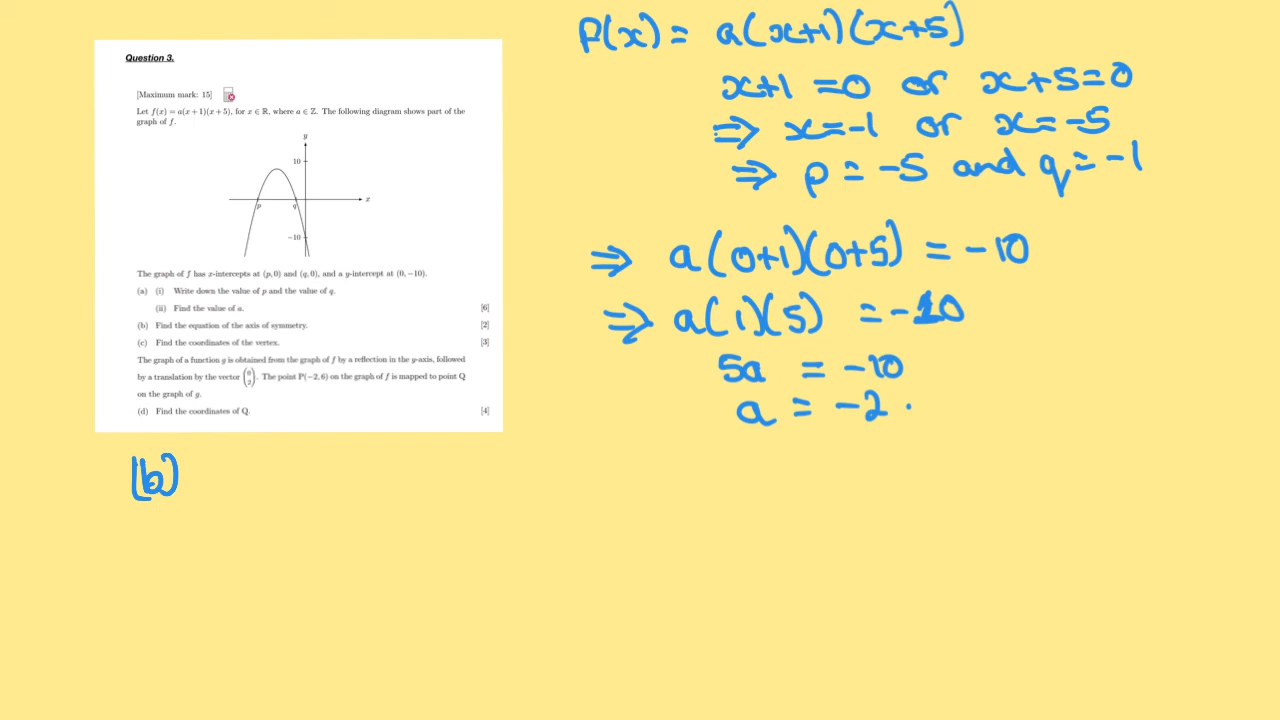 Question 3.
[Maximum mark: 15]
Let f(x) = a(x + 1)(x + 5), for x ∈ ℝ, where a ∈ ℤ. The following diagram shows part of the
graph of f.
y
10
p
q
x
−10
The graph of f has x-intercepts at (p, 0) and (q, 0), and a y-intercept at (0, −10).
(a) (i) Write down the value of p and the value of q.
(ii) Find the value of a. [6]
(b) Find the equation of the axis of symmetry. [2]
(c) Find the coordinates of the vertex. [3]
The graph of a function g is obtained from the graph of f by a reflection in the y-axis, followed
by a translation by the vector (0 2). The point P(−2, 6) on the graph of f is mapped to point Q
on the graph of g.
(d) Find the coordinates of Q. [4]
(b)
f(x) = a(x+1)(x+5)
x+1 = 0 or x+5 = 0
⇒ x = -1 or x = -5
⇒ p = -5 and q = -1
⇒ a(0+1)(0+5) = -10
⇒ a(1)(5) = -10
5a = -10
a = -2 .